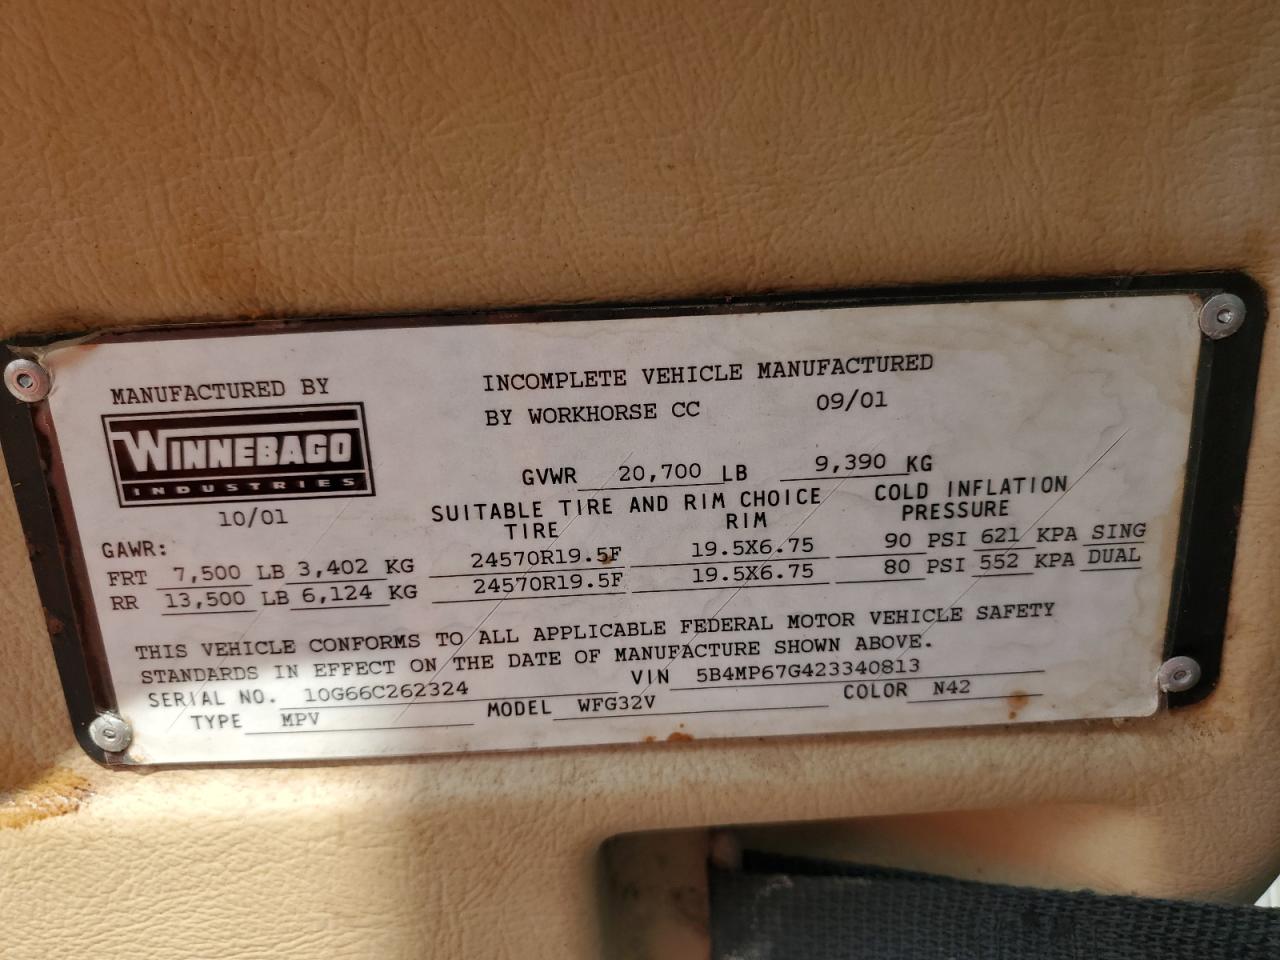 MANUFACTURED BY
WINNEBAGO
INDUSTRIES
10/01
INCOMPLETE VEHICLE MANUFACTURED
BY WORKHORSE CC 09/01
GVWR 20,700 LB 9,390 KG
SUITABLE TIRE AND RIM CHOICE COLD INFLATION
TIRE RIM PRESSURE
GAWR:
FRT 7,500 LB 3,402 KG 24570R19.5F 19.5X6.75 90 PSI 621 KPA SING
RR 13,500 LB 6,124 KG 24570R19.5F 19.5X6.75 80 PSI 552 KPA DUAL
THIS VEHICLE CONFORMS TO ALL APPLICABLE FEDERAL MOTOR VEHICLE SAFETY
STANDARDS IN EFFECT ON THE DATE OF MANUFACTURE SHOWN ABOVE.
SERIAL NO. 10G66C262324 VIN 5B4MP67G423340813
TYPE MPV MODEL WFG32V COLOR N42